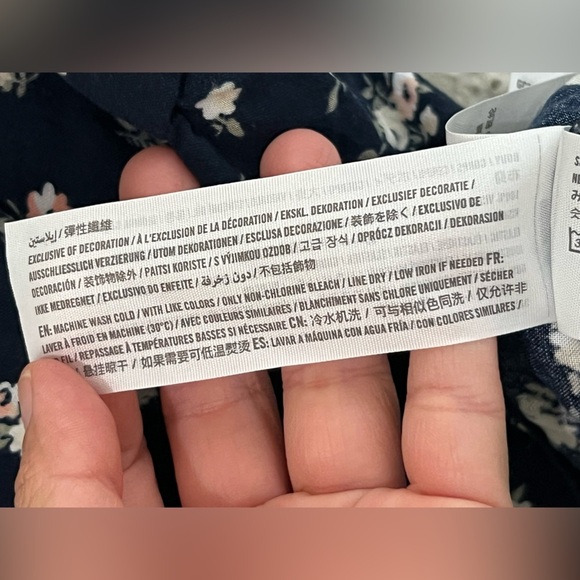 إيلاستين / 彈性纖維
EXCLUSIVE OF DECORATION / À L'EXCLUSION DE LA DÉCORATION / EKSKL. DEKORATION / EXCLUSIEF DECORATIE /
AUSSCHLIESSLICH VERZIERUNG / UTOM DEKORATIONEN / ESCLUSA DECORAZIONE / 装飾を除く / EXCLUSIVO DE
DECORACIÓN / 装饰物除外 / PAITSI KORISTE / S VÝJIMKOU OZDOB / 고급 장식 / OPRÓCZ DEKORACJI / DEKORASJON
IKKE MEDREGNET / EXCLUSIVO DO ENFEITE / دون زخرفة / 不包括飾物
EN: MACHINE WASH COLD / WITH LIKE COLORS / ONLY NON-CHLORINE BLEACH / LINE DRY / LOW IRON IF NEEDED FR:
LAVER À FROID EN MACHINE (30°C) / AVEC COULEURS SIMILAIRES / BLANCHIMENT SANS CHLORE UNIQUEMENT / SÉCHER
FIL / REPASSAGE À TEMPÉRATURES BASSES SI NÉCESSAIRE CN: 冷水机洗 / 可与相似色同洗 / 仅允许非
悬挂晾干 / 如果需要可低温熨烫 ES: LAVAR A MÁQUINA CON AGUA FRÍA / CON COLORES SIMILARES /